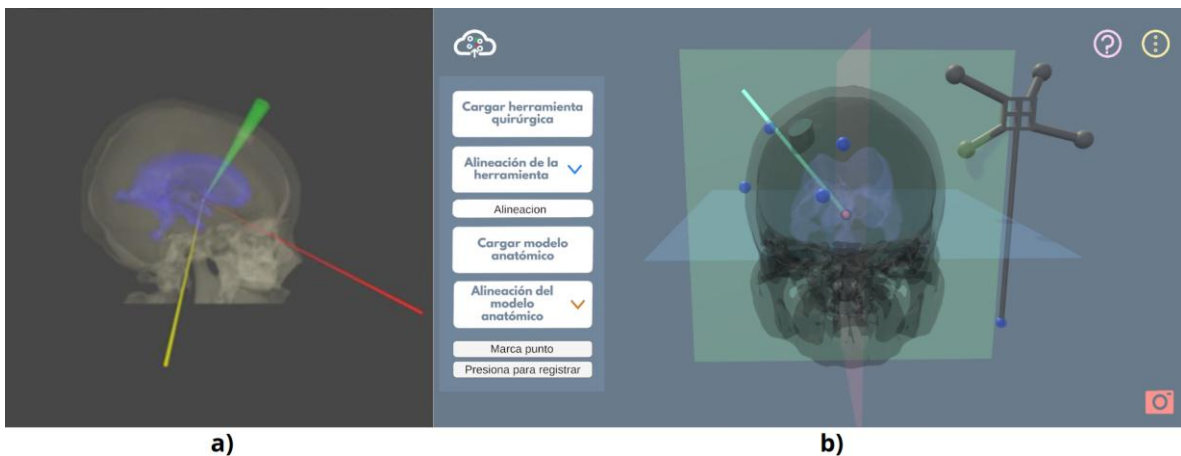 Cargar herramienta
quirúrgica
Alineación de la
herramienta
Alineacion
Cargar modelo
anatómico
Alineación del
modelo
anatómico
Marca punto
Presiona para registrar
?
a)
b)